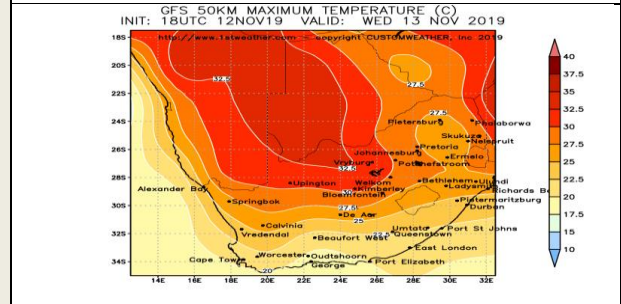 GFS 50KM MAXIMUM TEMPERATURE (C)
INIT: 18UTC 12NOV19 VALID: WED 13 NOV 2019
http://www.1stweather.com - copyright CUSTOMWEATHER, Inc 2019
18S
20S
22S
24S
26S
28S
30S
32S
34S
32.5
27.5
27.5
Pietersburg
Phalaborwa
Skukuza
Nelspruit
Pretoria
Johannesburg
Ermelo
Vryburg
Potchefstroom
32.5
Welkom
Bethlehem
Ulundi
Alexander Bay
Upington
Kimberley
Ladysmith
Richards B
30
Bloemfontein
Springbok
Pietermaritzburg
27.5
Durban
De Aar
25
Calvinia
Vredendal
Umtata
Port St Johns
22.5
Queenstown
Beaufort West
East London
Cape Town
Worcester
Oudtshoorn
George
Port Elizabeth
20
14E 16E 18E 20E 22E 24E 26E 28E 30E 32E
40
37.5
35
32.5
30
27.5
25
22.5
20
17.5
15
10